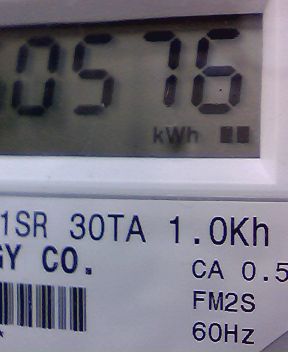 0576
kWh
1SR 30TA 1.0Kh
GY CO.
CA 0.5
FM2S
60Hz